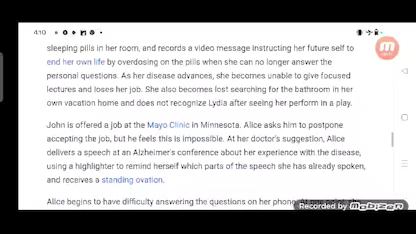 4:10
sleeping pills in her room, and records a video message instructing her future self to
end her own life by overdosing on the pills when she can no longer answer the
personal questions. As her disease advances, she becomes unable to give focused
lectures and loses her job. She also becomes lost searching for the bathroom in her
own vacation home and does not recognize Lydia after seeing her perform in a play.
John is offered a job at the Mayo Clinic in Minnesota. Alice asks him to postpone
accepting the job, but he feels this is impossible. At her doctor's suggestion, Alice
delivers a speech at an Alzheimer's conference about her experience with the disease,
using a highlighter to remind herself which parts of the speech she has already spoken,
and receives a standing ovation.
Alice begins to have difficulty answering the questions on her phone.
Recorded by mobizen